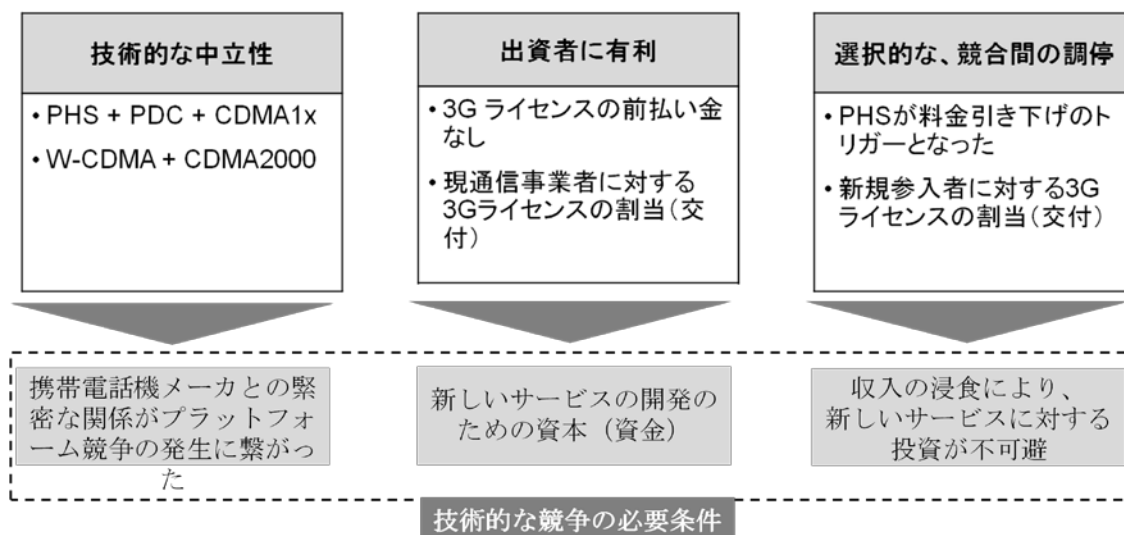 技術的な中立性
• PHS + PDC + CDMA1x
• W-CDMA + CDMA2000
出資者に有利
• 3G ライセンスの前払い金
なし
• 現通信事業者に対する
3Gライセンスの割当（交
付）
選択的な、競合間の調停
• PHSが料金引き下げのト
リガーとなった
• 新規参入者に対する3G
ライセンスの割当（交付）
携帯電話機メーカとの緊
密な関係がプラットフォ
ーム競争の発生に繋がっ
た
新しいサービスの開発の
ための資本（資金）
収入の浸食により、
新しいサービスに対する
投資が不可避
技術的な競争の必要条件